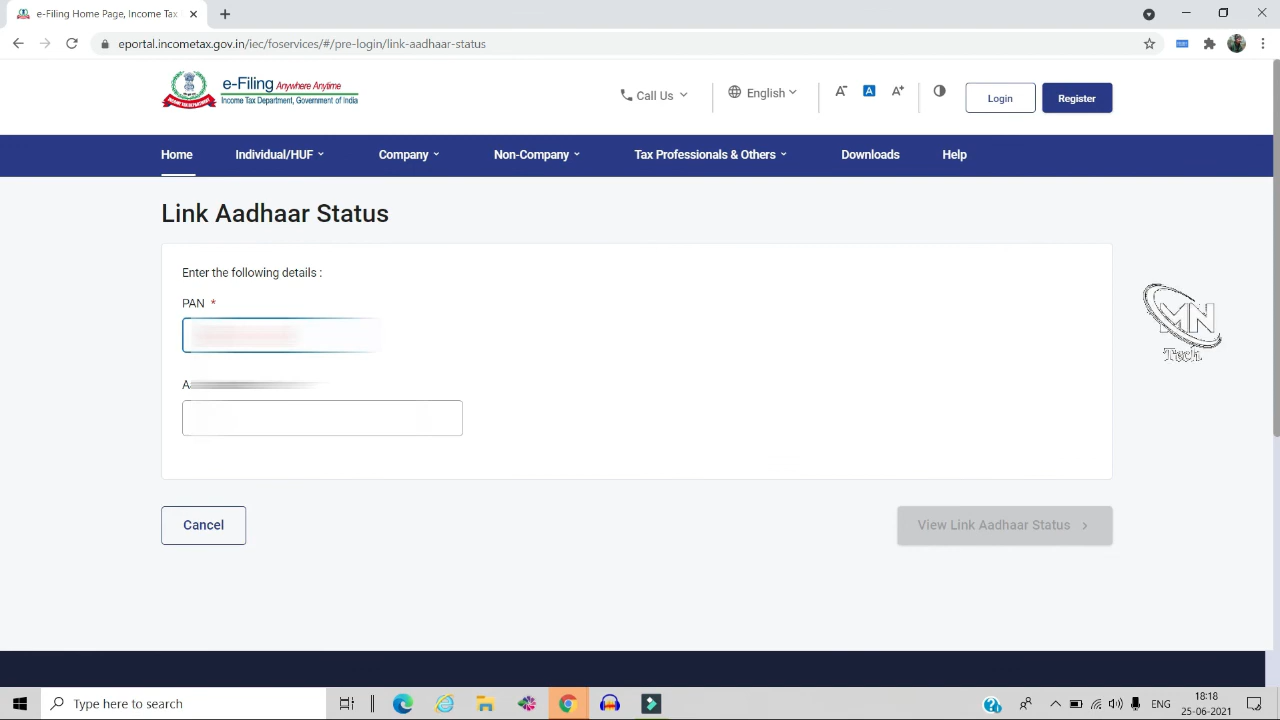 e-Filing Home Page, Income Tax
eportal.incometax.gov.in/iec/foservices/#/pre-login/link-aadhaar-status
e-Filing Anywhere Anytime
Income Tax Department, Government of India
Call Us
English
A-
A
A+
Login
Register
Home
Individual/HUF
Company
Non-Company
Tax Professionals & Others
Downloads
Help
Link Aadhaar Status
Enter the following details :
PAN *
A
MN
Tech.
Cancel
View Link Aadhaar Status >
Type here to search
ENG
18:18
25-06-2021